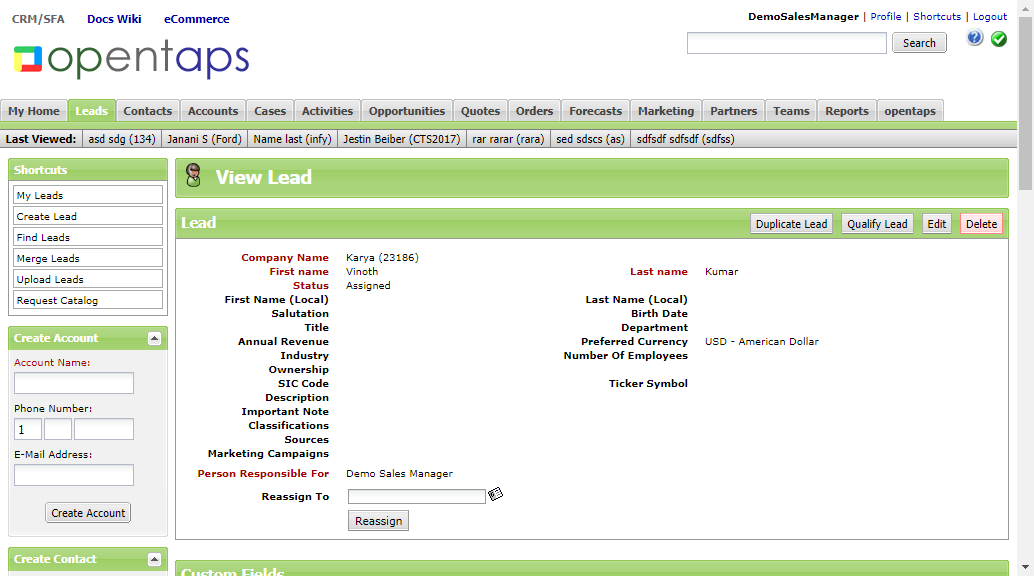 CRM/SFA Docs Wiki eCommerce
DemoSalesManager | Profile | Shortcuts | Logout
opentaps
Search
My Home Leads Contacts Accounts Cases Activities Opportunities Quotes Orders Forecasts Marketing Partners Teams Reports opentaps
Last Viewed: asd sdg (134) Janani S (Ford) Name last (infy) Jestin Beiber (CTS2017) rar rarar (rara) sed sdscs (as) sdfsdf sdfsdf (sdfss)
Shortcuts
My Leads
Create Lead
Find Leads
Merge Leads
Upload Leads
Request Catalog
Create Account
Account Name:
Phone Number:
1
E-Mail Address:
Create Account
Create Contact
View Lead
Lead
Duplicate Lead Qualify Lead Edit Delete
Company Name Karya (23186)
First name Vinoth Last name Kumar
Status Assigned
First Name (Local) Last Name (Local)
Salutation Birth Date
Title Department
Annual Revenue Preferred Currency USD - American Dollar
Industry Number Of Employees
Ownership
SIC Code Ticker Symbol
Description
Important Note
Classifications
Sources
Marketing Campaigns
Person Responsible For Demo Sales Manager
Reassign To
Reassign
Custom Fields